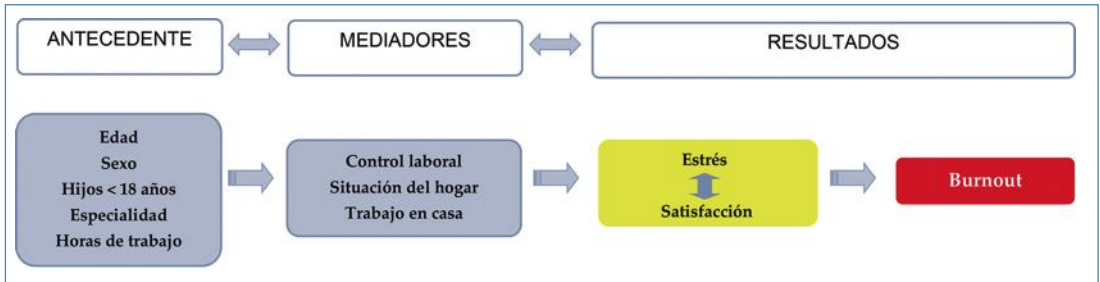 ANTECEDENTE
MEDIADORES
RESULTADOS
Edad
Sexo
Hijos < 18 años
Especialidad
Horas de trabajo
Control laboral
Situación del hogar
Trabajo en casa
Estrés
Satisfacción
Burnout